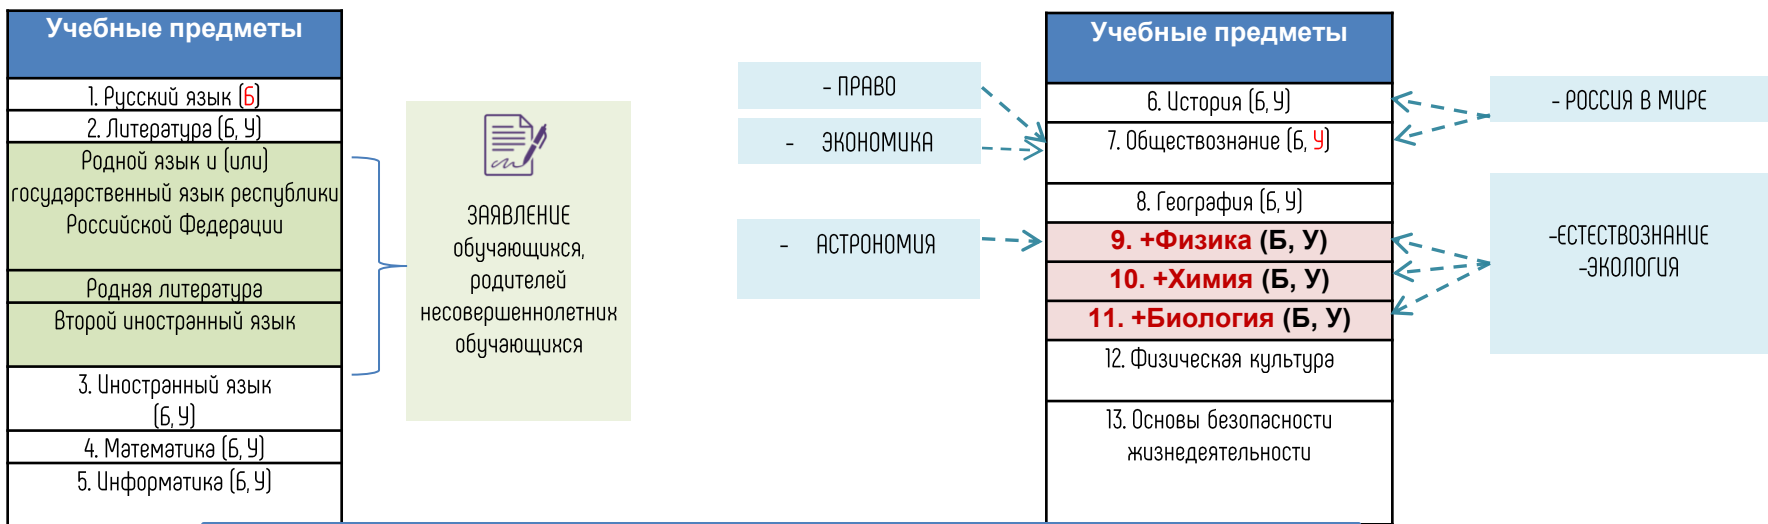 Учебные предметы
1. Русский язык (Б)
2. Литература (Б, У)
Родной язык и (или)
государственный язык республики
Российской Федерации
Родная литература
Второй иностранный язык
3. Иностранный язык
(Б, У)
4. Математика (Б, У)
5. Информатика (Б, У)
ЗАЯВЛЕНИЕ
обучающихся,
родителей
несовершеннолетних
обучающихся
- ПРАВО
- ЭКОНОМИКА
- АСТРОНОМИЯ
Учебные предметы
6. История (Б, У)
7. Обществознание (Б, У)
8. География (Б, У)
9. +Физика (Б, У)
10. +Химия (Б, У)
11. +Биология (Б, У)
12. Физическая культура
13. Основы безопасности
жизнедеятельности
- РОССИЯ В МИРЕ
-ЕСТЕСТВОЗНАНИЕ
-ЭКОЛОГИЯ